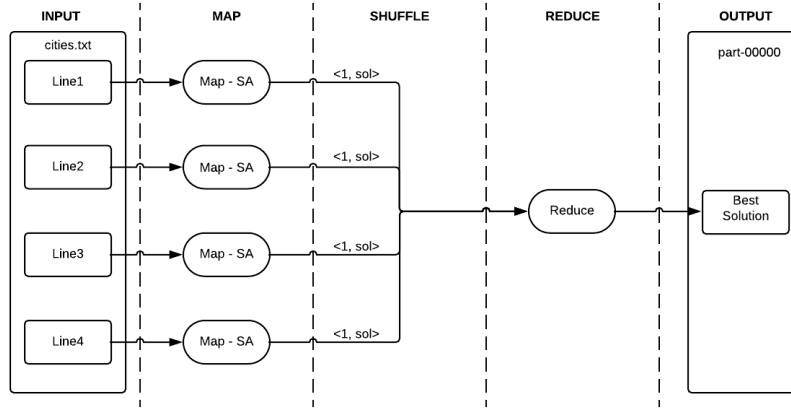 INPUT
MAP
SHUFFLE
REDUCE
OUTPUT
cities.txt
part-00000
Line1
Map - SA
<1, sol>
Line2
Map - SA
<1, sol>
Reduce
Best
Solution
Line3
Map - SA
<1, sol>
Line4
Map - SA
<1, sol>